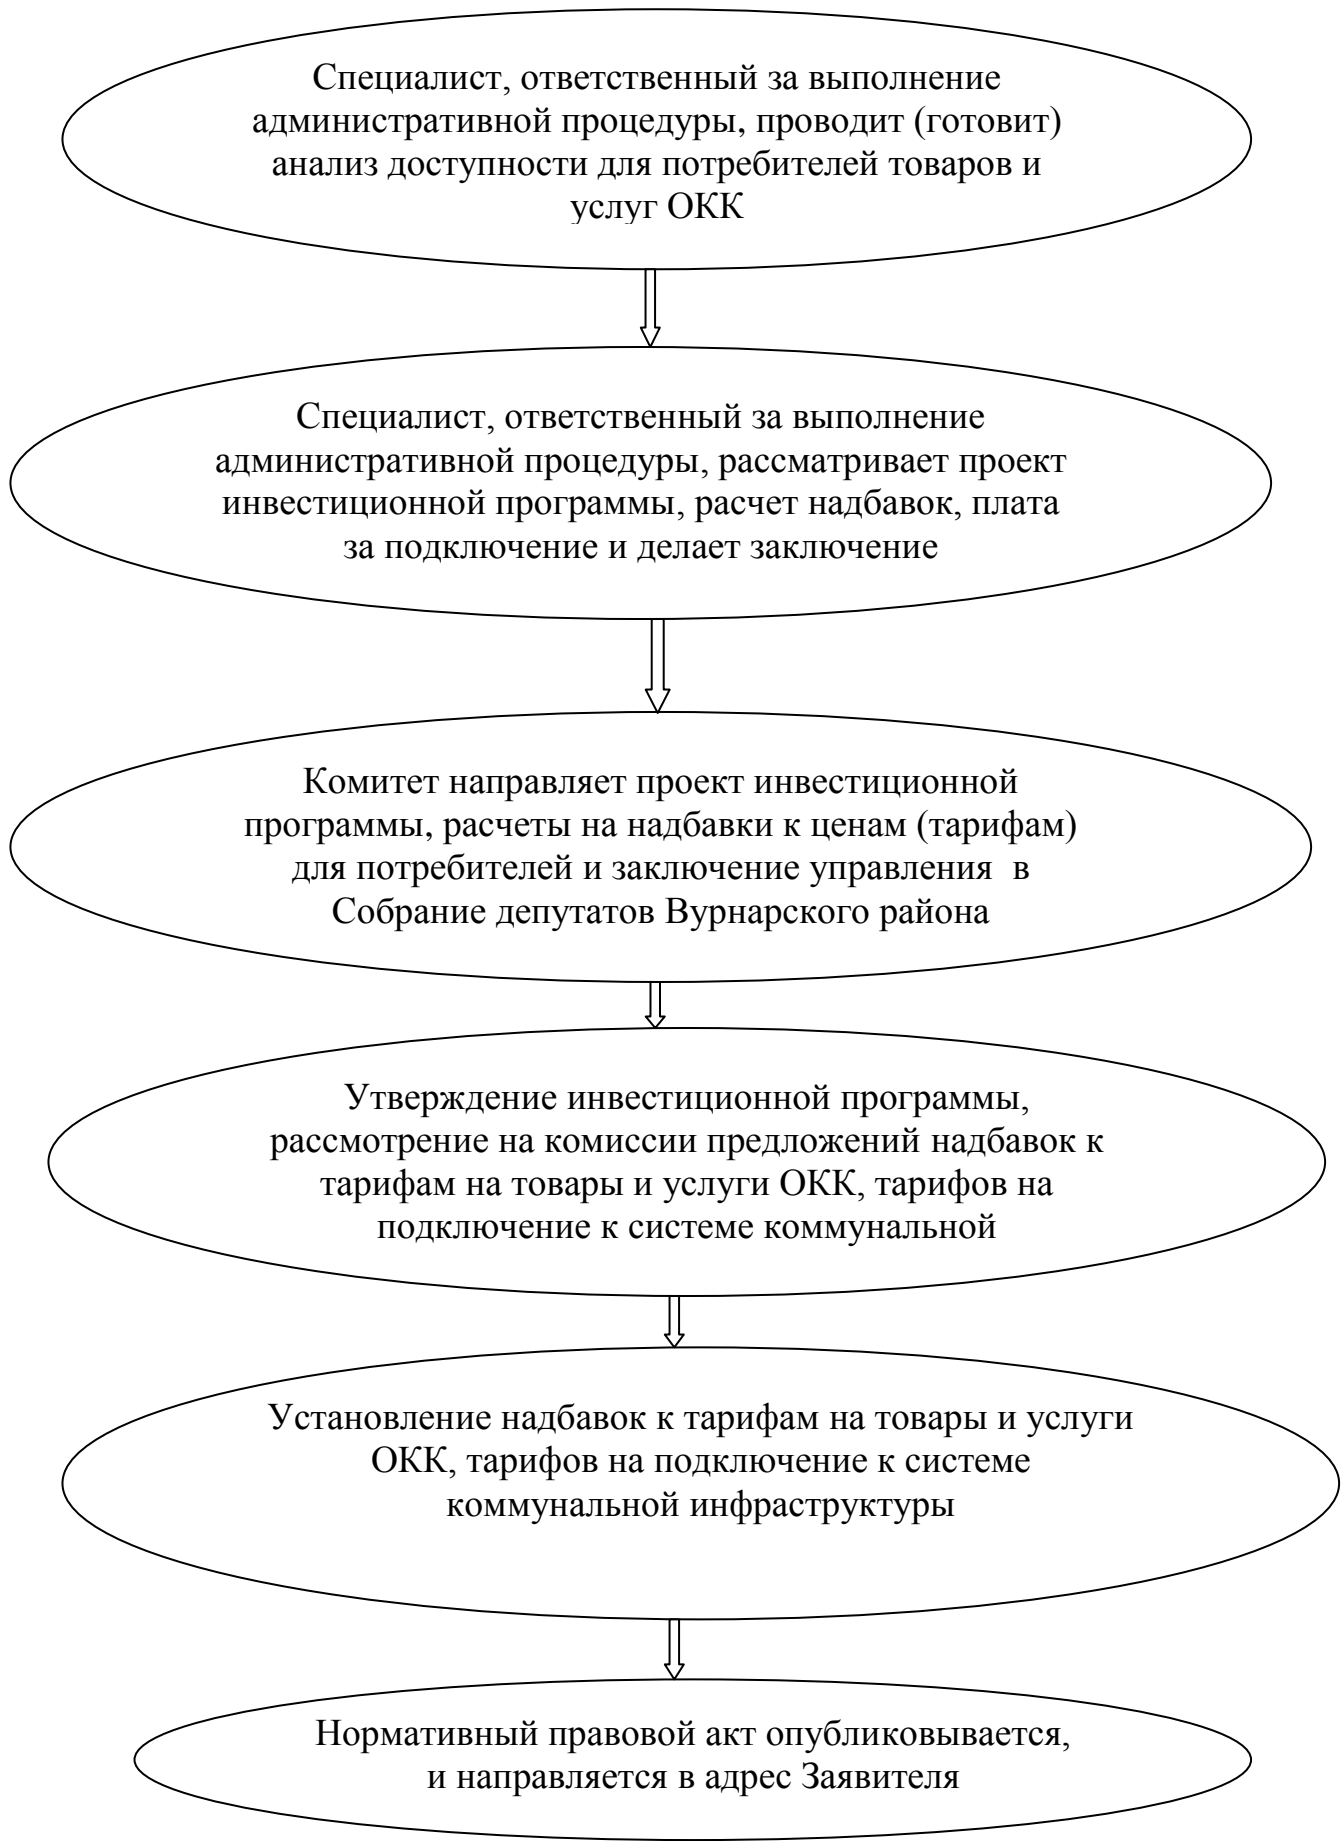 Специалист, ответственный за выполнение
административной процедуры, проводит (готовит)
анализ доступности для потребителей товаров и
услуг ОКК
Специалист, ответственный за выполнение
административной процедуры, рассматривает проект
инвестиционной программы, расчет надбавок, плата
за подключение и делает заключение
Комитет направляет проект инвестиционной
программы, расчеты на надбавки к ценам (тарифам)
для потребителей и заключение управления  в
Собрание депутатов Вурнарского района
Утверждение инвестиционной программы,
рассмотрение на комиссии предложений надбавок к
тарифам на товары и услуги ОКК, тарифов на
подключение к системе коммунальной
Установление надбавок к тарифам на товары и услуги
ОКК, тарифов на подключение к системе
коммунальной инфраструктуры
Нормативный правовой акт опубликовывается,
и направляется в адрес Заявителя